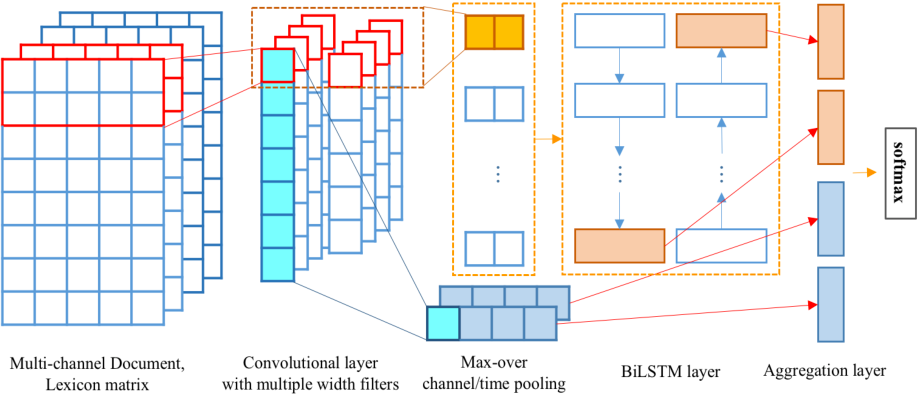 softmax
Multi-channel Document,
Lexicon matrix
Convolutional layer
with multiple width filters
Max-over
channel/time pooling
BiLSTM layer
Aggregation layer